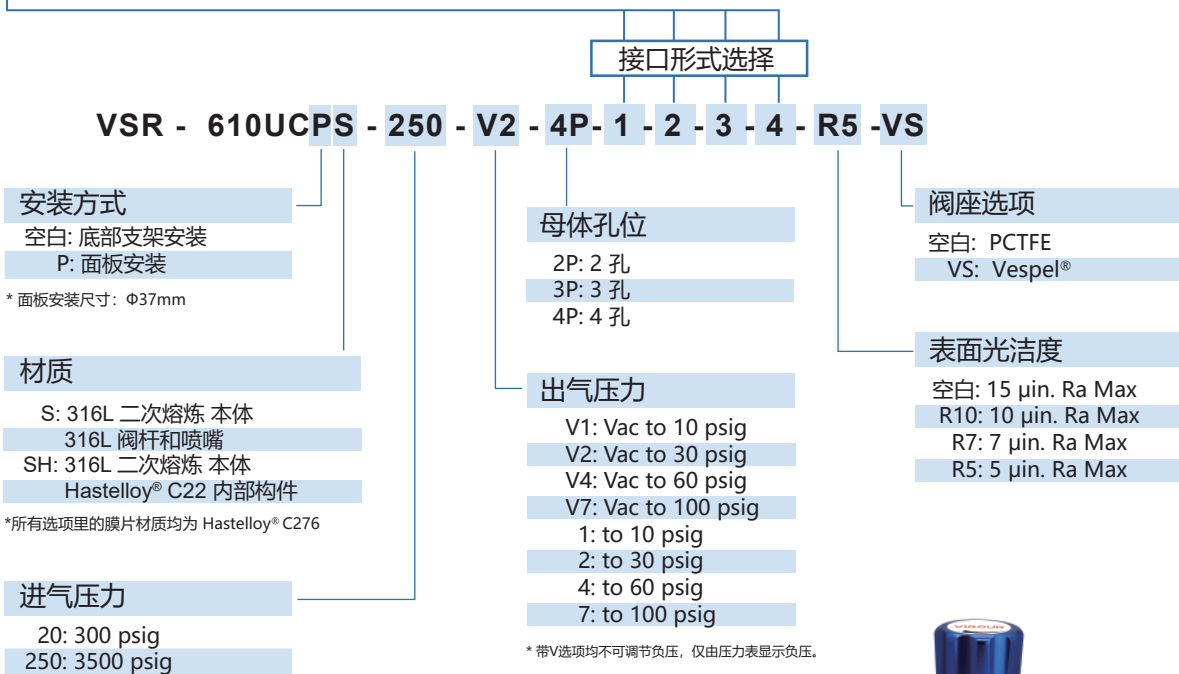 接口形式选择
VSR - 610UCPS - 250 - V2 - 4P- 1 - 2 - 3 - 4 - R5 -VS
安装方式
空白: 底部支架安装
P: 面板安装
* 面板安装尺寸: Φ37mm
材质
S: 316L 二次熔炼 本体
316L 阀杆和喷嘴
SH: 316L 二次熔炼 本体
Hastelloy® C22 内部构件
*所有选项里的膜片材质均为 Hastelloy® C276
进气压力
20: 300 psig
250: 3500 psig
母体孔位
2P: 2 孔
3P: 3 孔
4P: 4 孔
出气压力
V1: Vac to 10 psig
V2: Vac to 30 psig
V4: Vac to 60 psig
V7: Vac to 100 psig
1: to 10 psig
2: to 30 psig
4: to 60 psig
7: to 100 psig
* 带V选项均不可调节负压，仅由压力表显示负压。
阀座选项
空白: PCTFE
VS: Vespel®
表面光洁度
空白: 15 μin. Ra Max
R10: 10 μin. Ra Max
R7: 7 μin. Ra Max
R5: 5 μin. Ra Max
VIGOUR